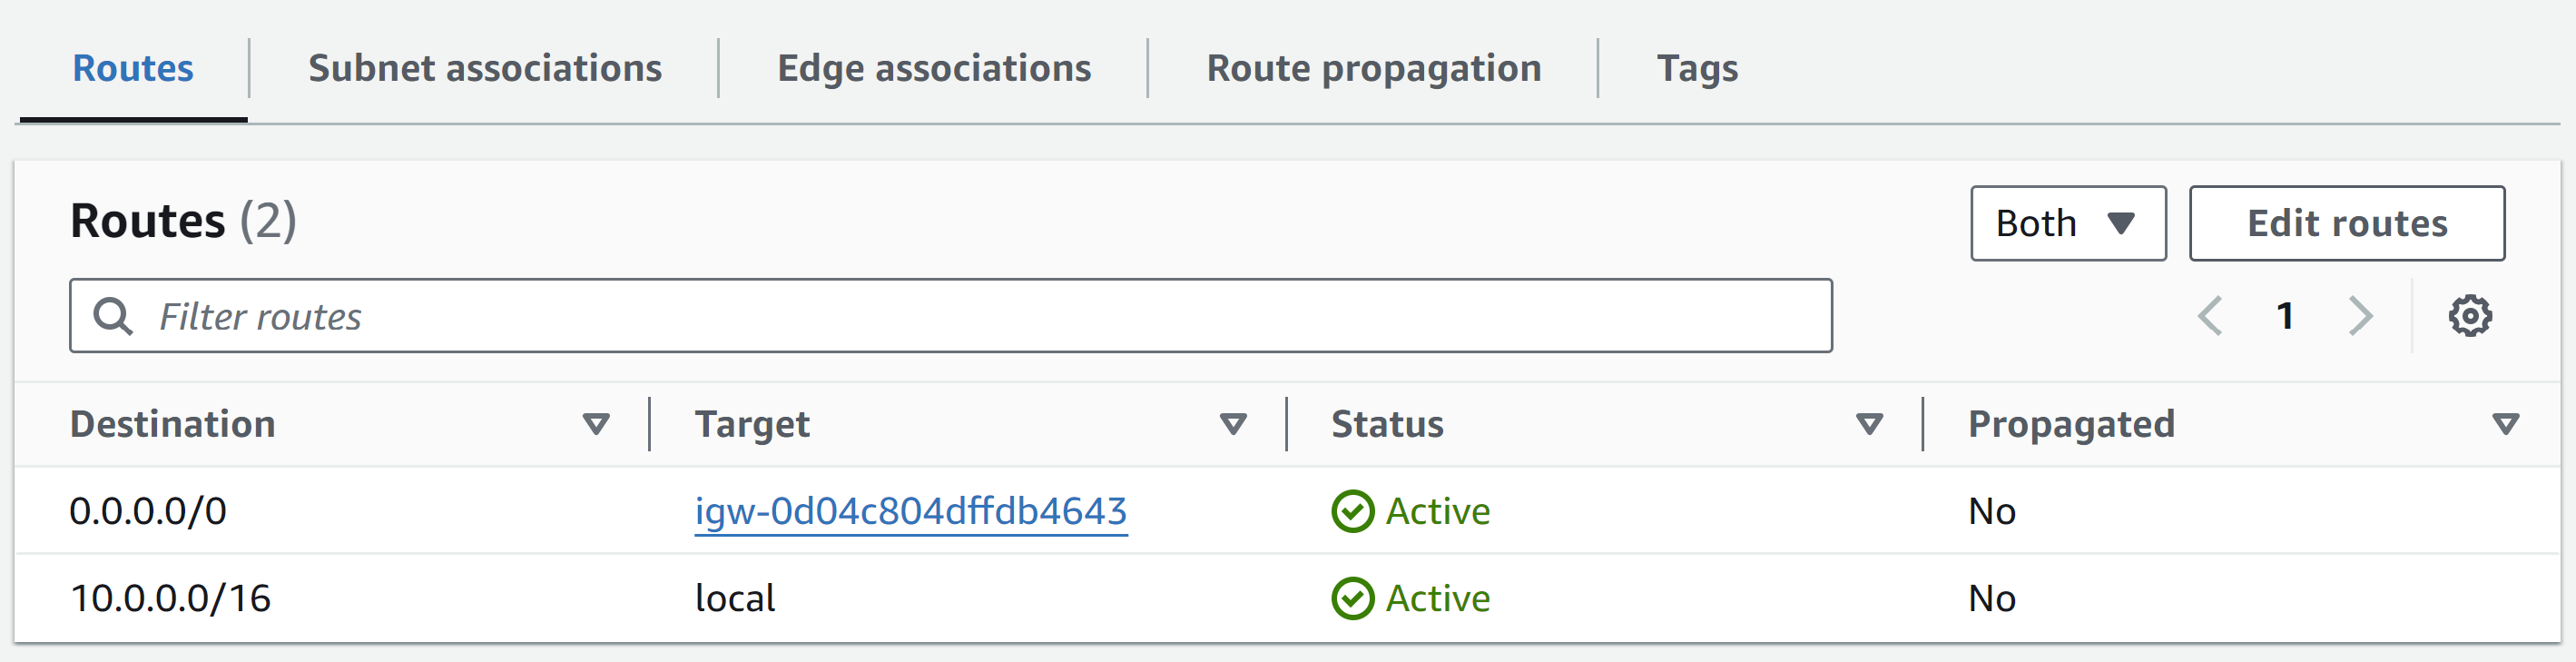 Routes Subnet associations Edge associations Route propagation Tags
Routes (2) Both Edit routes
Filter routes 1
Destination Target Status Propagated
0.0.0.0/0 igw-0d04c804dffdb4643 Active No
10.0.0.0/16 local Active No